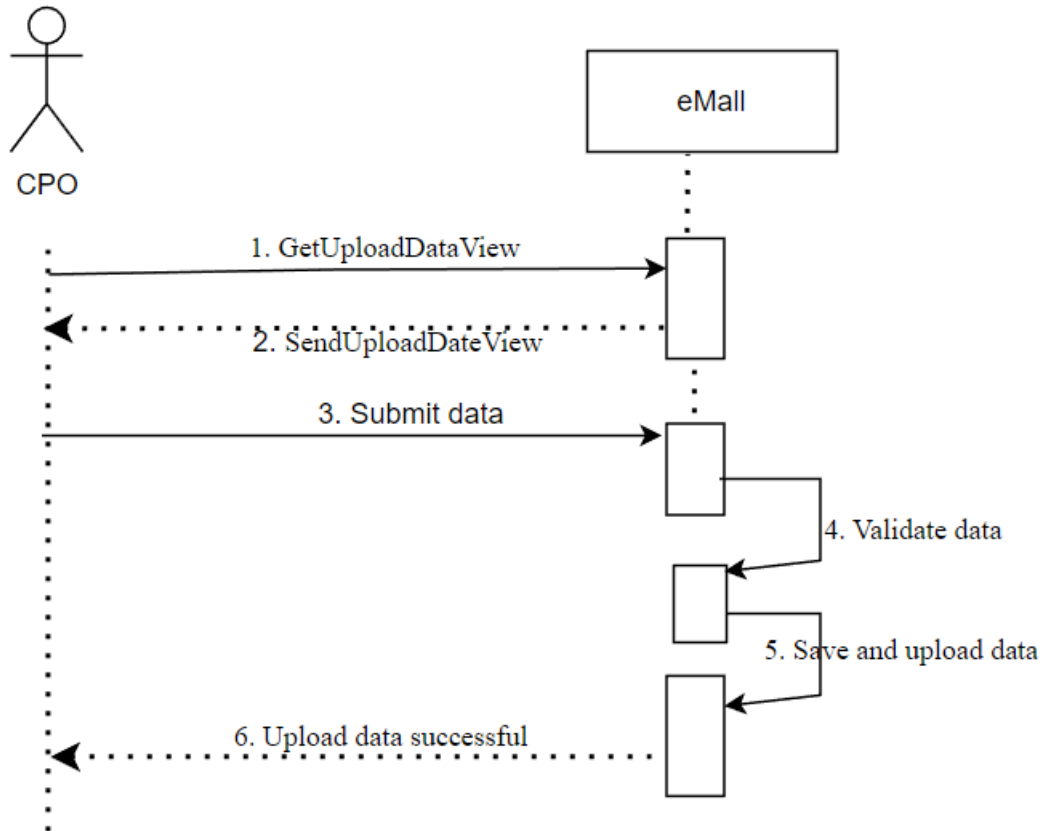 eMall
CPO
1. GetUploadDataView
2. SendUploadDateView
3. Submit data
4. Validate data
5. Save and upload data
6. Upload data successful